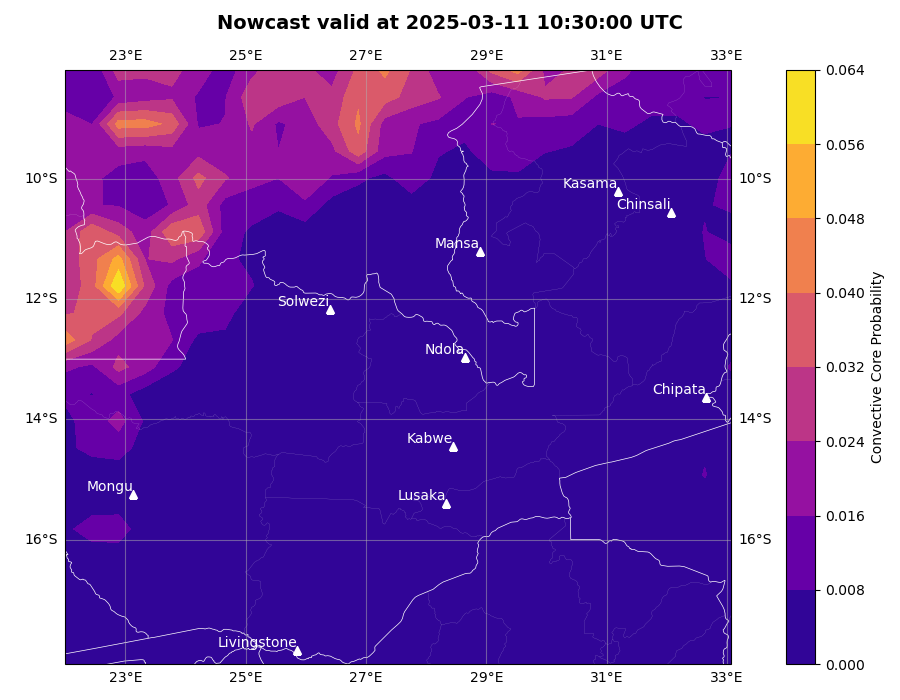 Nowcast valid at 2025-03-11 10:30:00 UTC
23°E 25°E 27°E 29°E 31°E 33°E
0.064
0.056
0.048
0.040
0.032
0.024
0.016
0.008
0.000
Convective Core Probability
10°S 10°S
12°S 12°S
14°S 14°S
16°S 16°S
Kasama
Chinsali
Mansa
Solwezi
Ndola
Chipata
Kabwe
Mongu
Lusaka
Livingstone
23°E 25°E 27°E 29°E 31°E 33°E